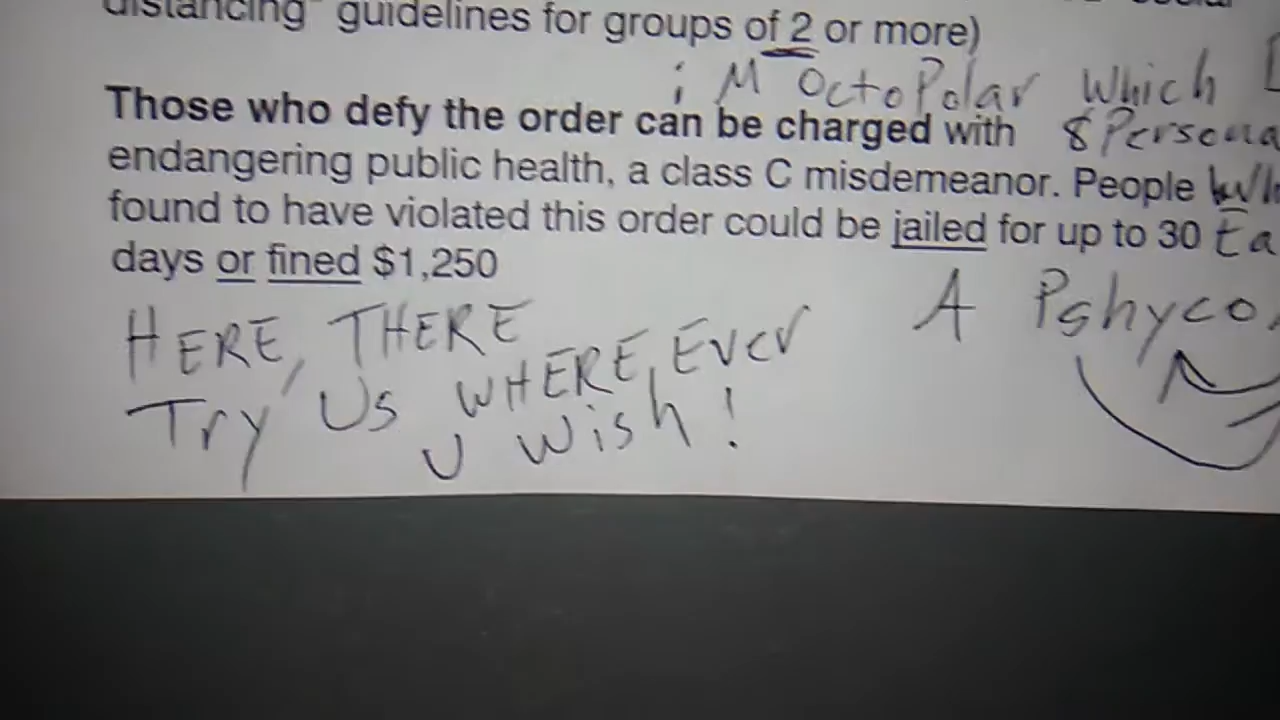 distancing" guidelines for groups of 2 or more)
i M OctoPolar Which
Those who defy the order can be charged with
8 Persona
endangering public health, a class C misdemeanor. People
found to have violated this order could be jailed for up to 30
days or fined $1,250
A Pshyco
HERE, THERE
Try Us WHERE, Ever
U Wish!